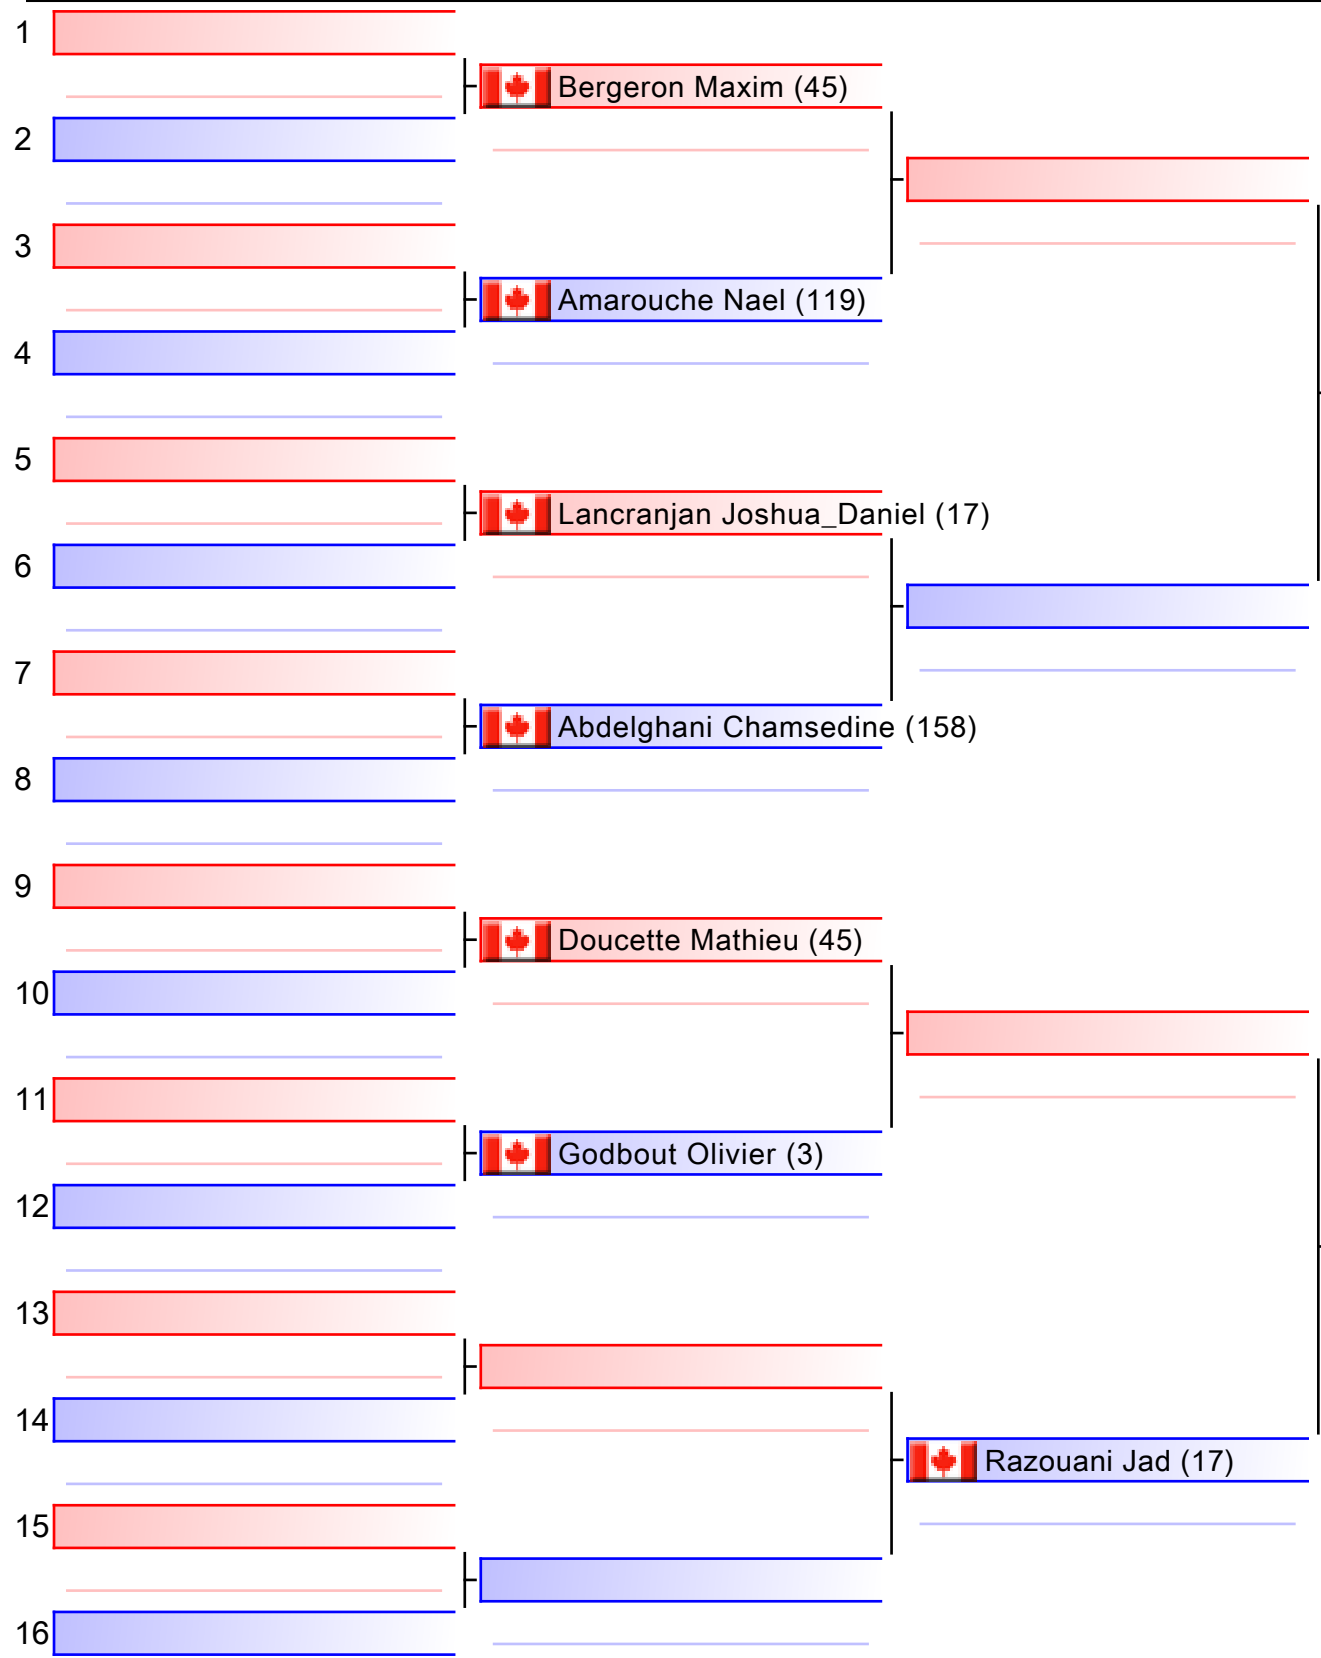 1
Bergeron Maxim (45)
2
3
Amarouche Nael (119)
4
5
Lancranjan Joshua_Daniel (17)
6
7
Abdelghani Chamsedine (158)
8
9
Doucette Mathieu (45)
10
11
Godbout Olivier (3)
12
13
14
Razouani Jad (17)
15
16